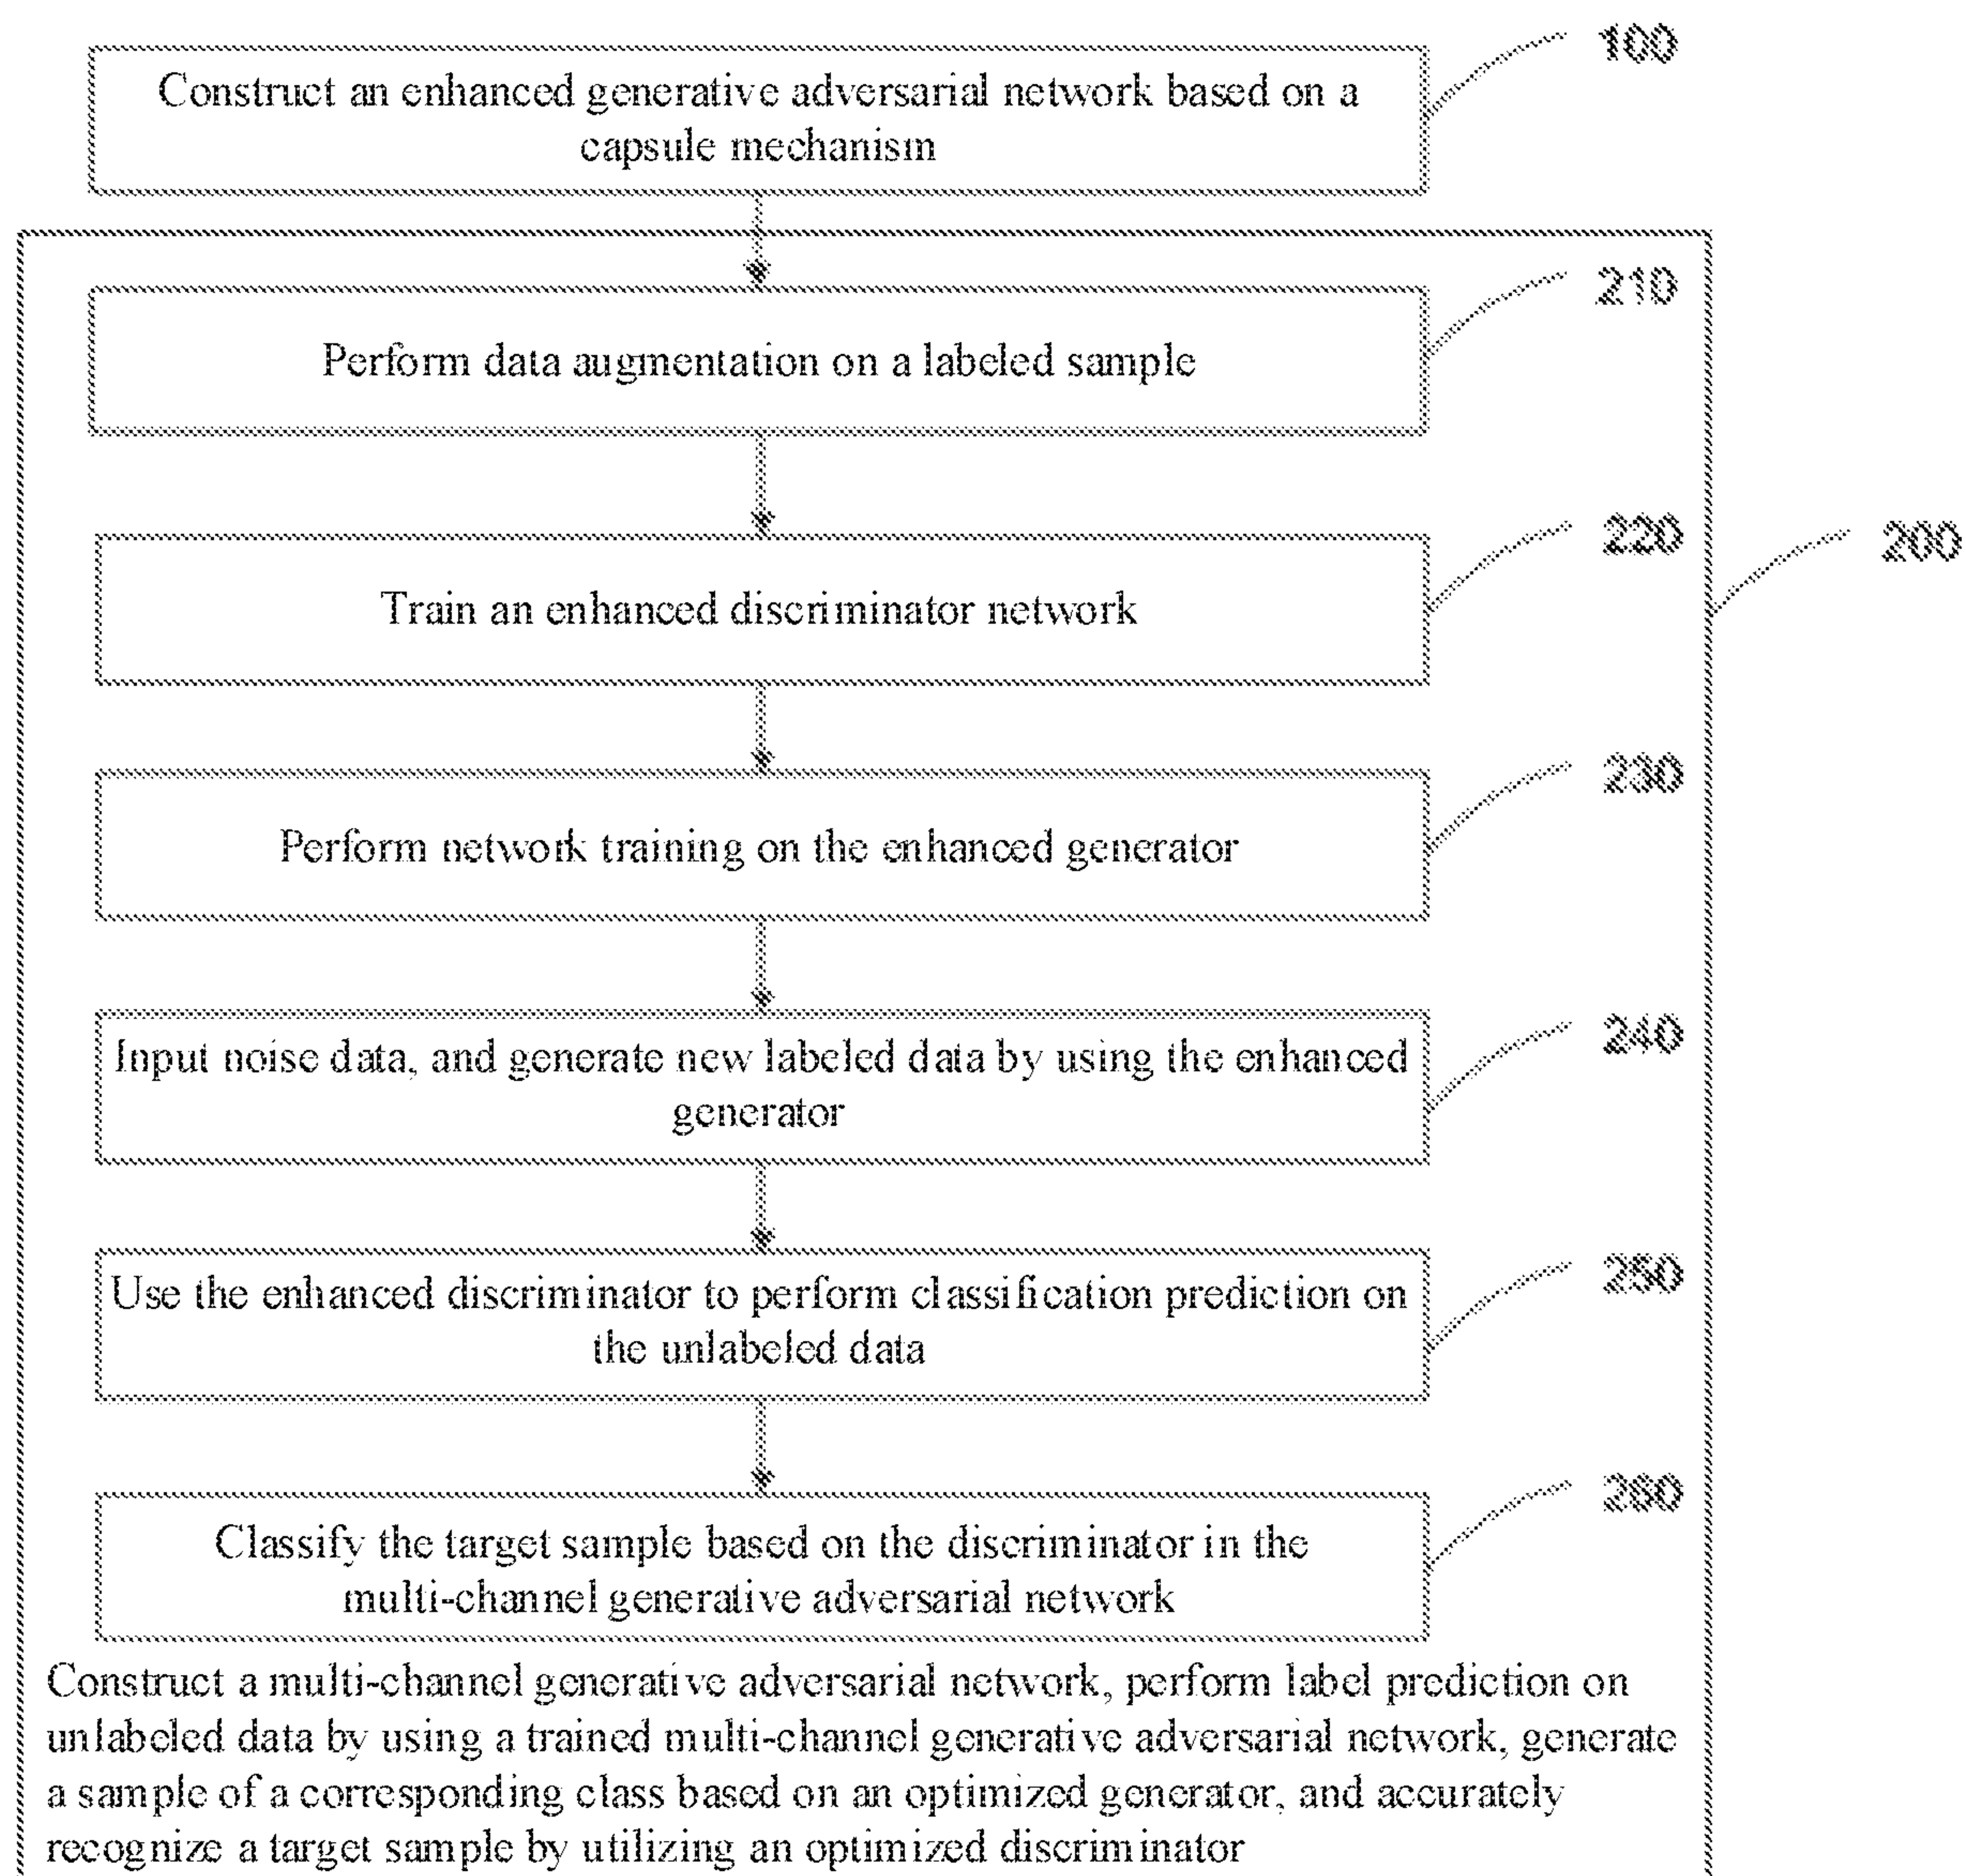 100
Construct an enhanced generative adversarial network based on a
capsule mechanism
210
Perform data augmentation on a labeled sample
220
200
Train an enhanced discriminator network
230
Perform network training on the enhanced generator
240
Input noise data, and generate new labeled data by using the enhanced
generator
250
Use the enhanced discriminator to perform classification prediction on
the unlabeled data
260
Classify the target sample based on the discriminator in the
multi-channel generative adversarial network
Construct a multi-channel generative adversarial network, perform label prediction on
unlabeled data by using a trained multi-channel generative adversarial network, generate
a sample of a corresponding class based on an optimized generator, and accurately
recognize a target sample by utilizing an optimized discriminator